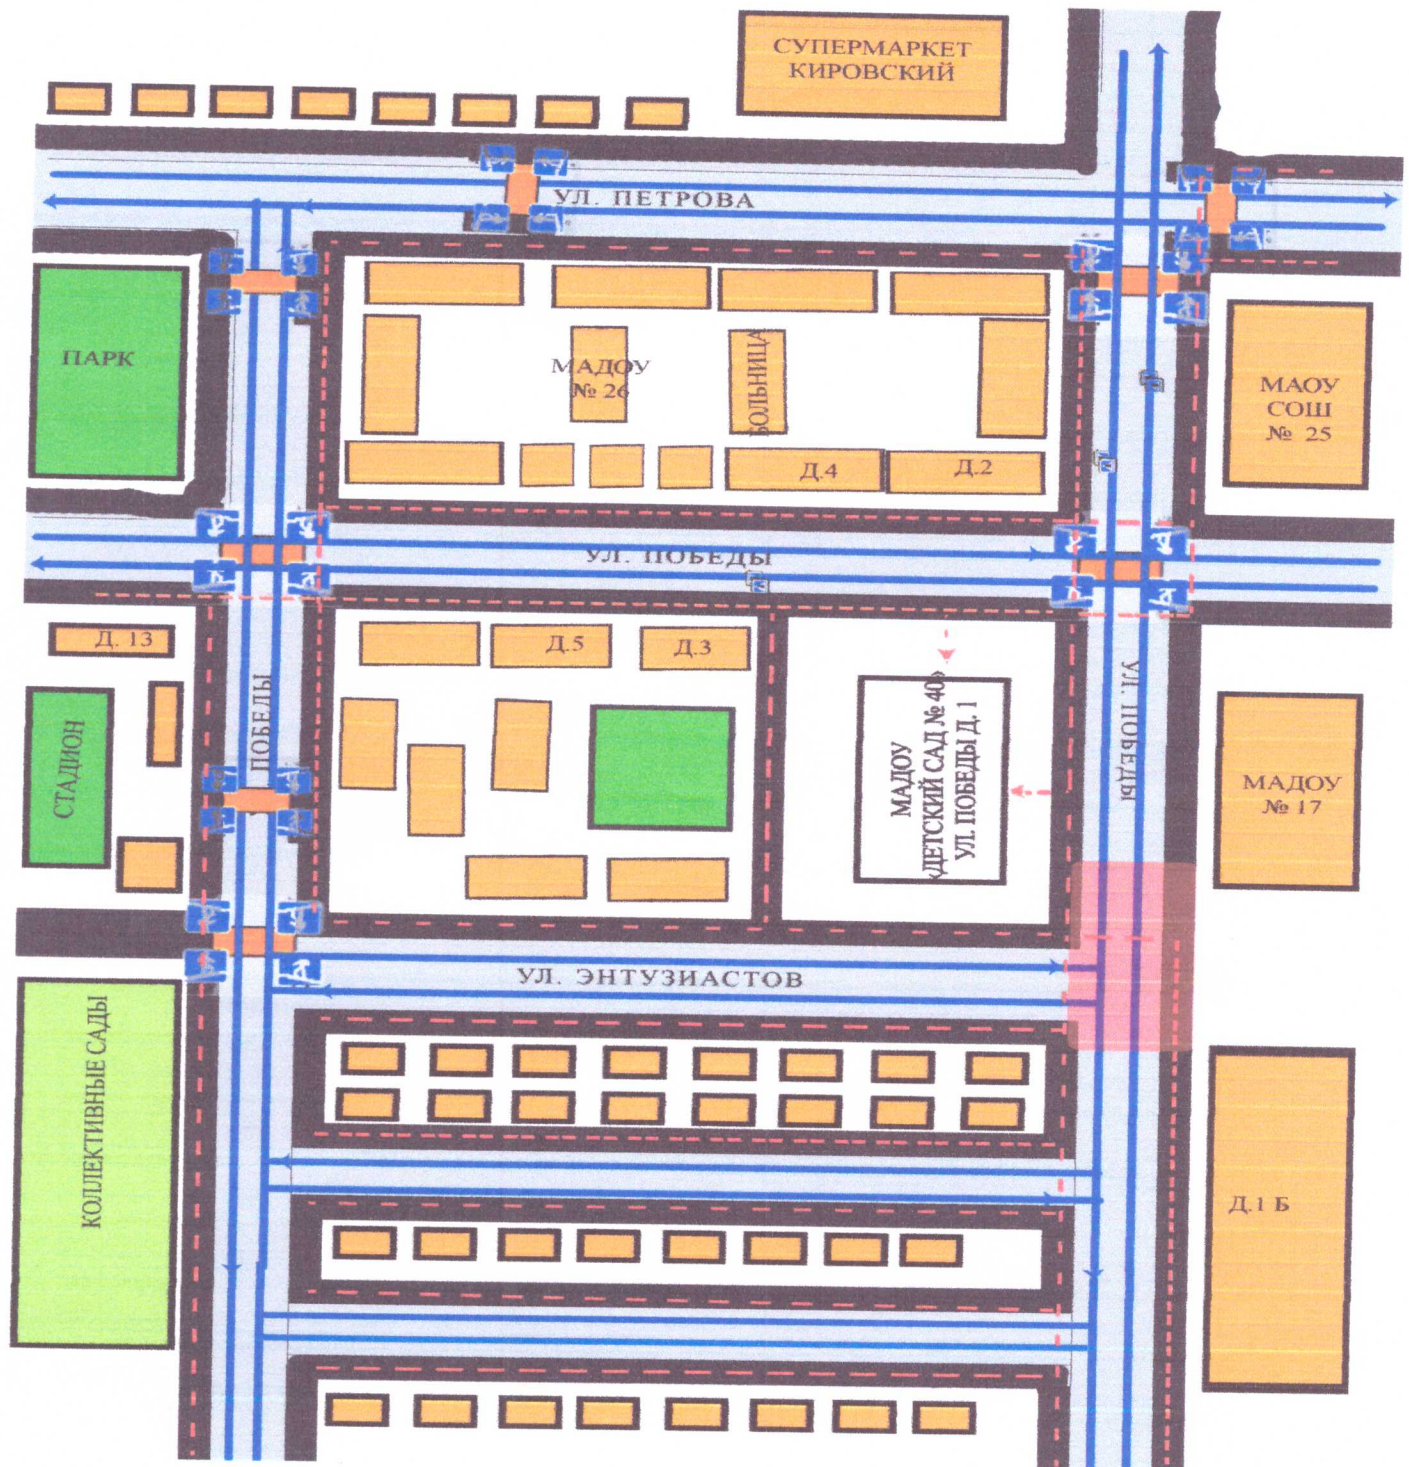 СУПЕРМАРКЕТ
КИРОВСКИЙ
УЛ. ПЕТРОВА
ПАРК
МАДОУ
№ 26
БОЛЬНИЦА
МАОУ
СОШ
№ 25
Д.4
Д.2
УЛ. ПОБЕДЫ
Д. 13
Д.5
Д.3
СТАДИОН
ПОБЕДЫ
МАДОУ
«ДЕТСКИЙ САД № 40»
УЛ. ПОБЕДЫ Д. 1
УЛ. ПОБЕДЫ
МАДОУ
№ 17
УЛ. ЭНТУЗИАСТОВ
КОЛЛЕКТИВНЫЕ САДЫ
Д.1 Б